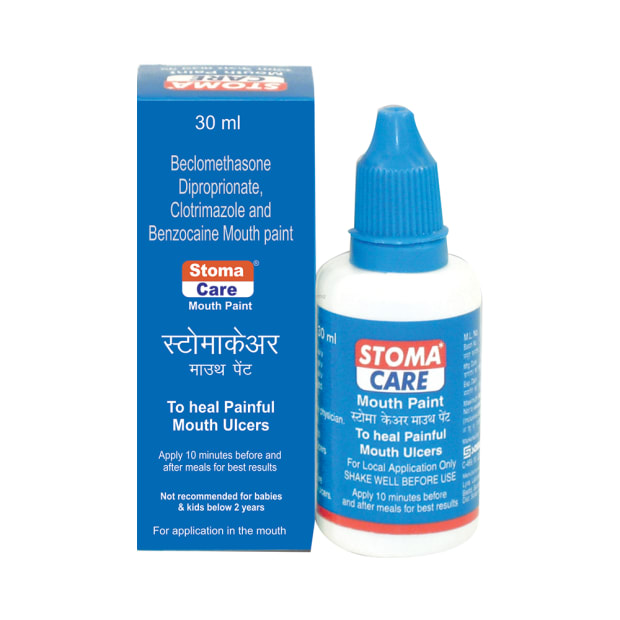 STOMA
CARE
Mouth Paint
30 ml
Beclomethasone
Diproprionate,
Clotrimazole and
Benzocaine Mouth paint
Stoma ®
Care
Mouth Paint
स्टोमाकेअर
माउथ पेंट
To heal Painful
Mouth Ulcers
Apply 10 minutes before and
after meals for best results
Not recommended for babies
& kids below 2 years
For application in the mouth
30 ml
STOMA
CARE
Mouth Paint
स्टोमा केअर माउथ पेंट
To heal Painful
Mouth Ulcers
For Local Application Only
SHAKE WELL BEFORE USE
Apply 10 minutes before
and after meals for best results
physician.